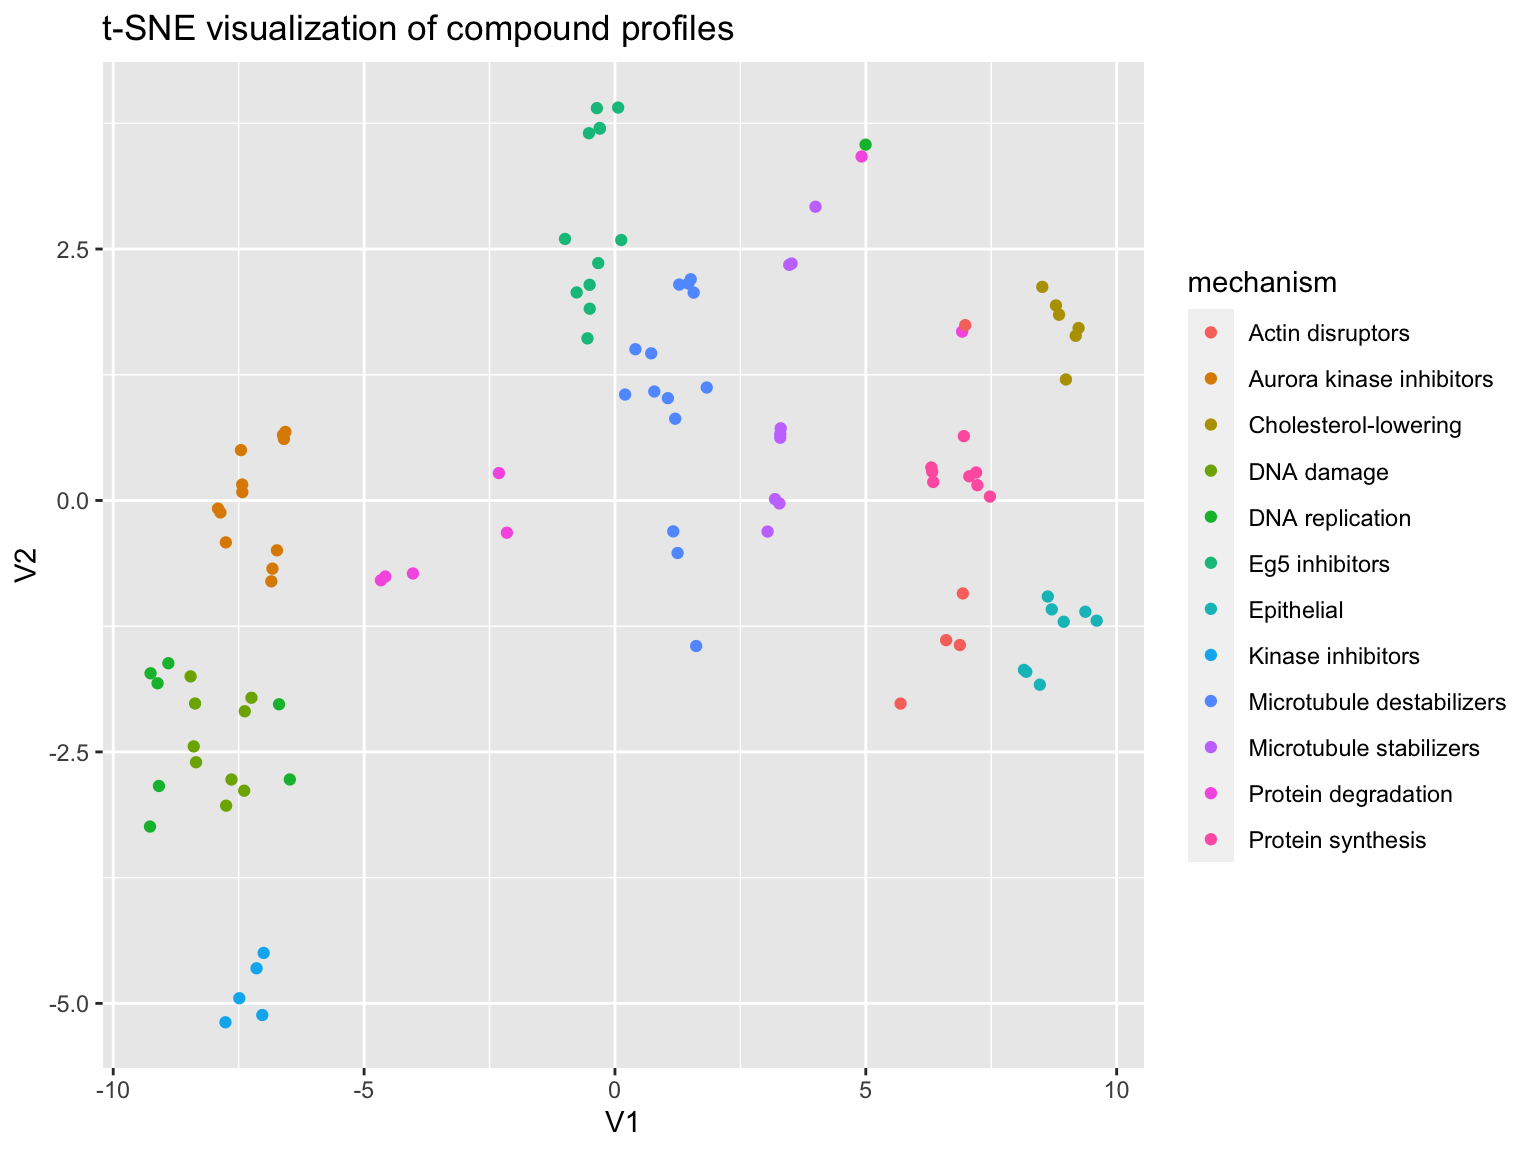 t-SNE visualization of compound profiles
V2
2.5
0.0
-2.5
-5.0
-10
-5
0
5
10
V1
mechanism
Actin disruptors
Aurora kinase inhibitors
Cholesterol-lowering
DNA damage
DNA replication
Eg5 inhibitors
Epithelial
Kinase inhibitors
Microtubule destabilizers
Microtubule stabilizers
Protein degradation
Protein synthesis